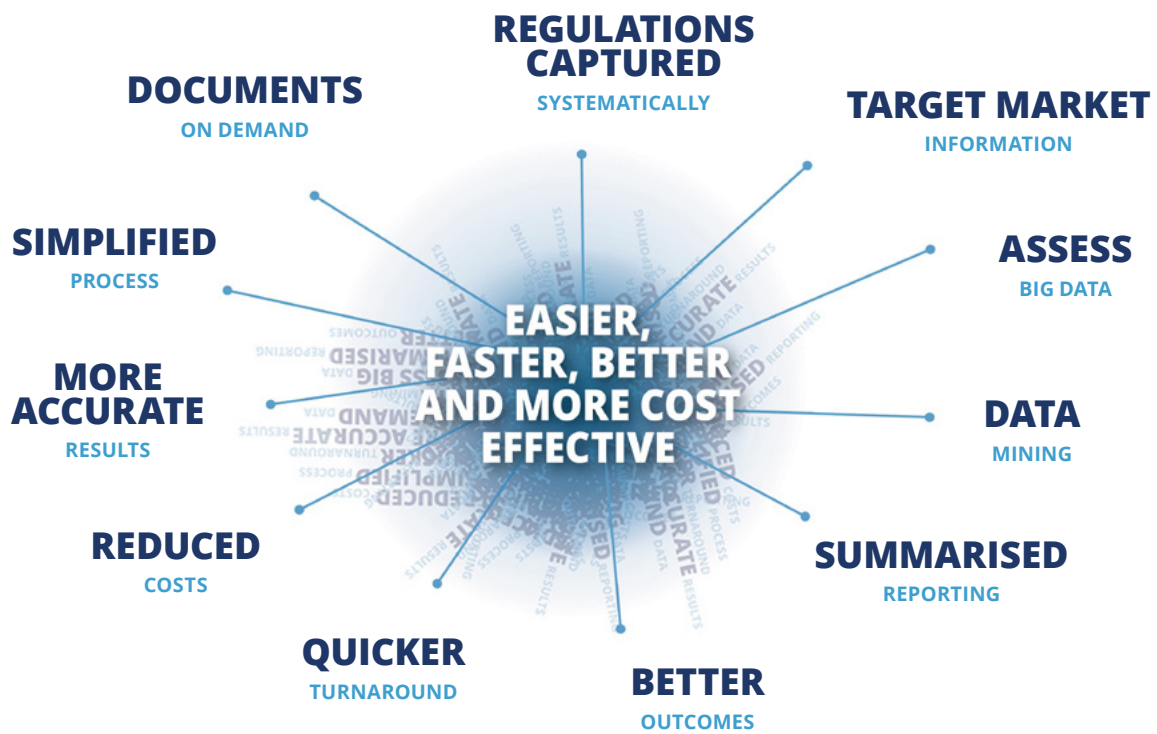 REGULATIONS
CAPTURED
SYSTEMATICALLY
DOCUMENTS
ON DEMAND
TARGET MARKET
INFORMATION
SIMPLIFIED
PROCESS
ASSESS
BIG DATA
EASIER,
FASTER, BETTER
AND MORE COST
EFFECTIVE
MORE
ACCURATE
RESULTS
DATA
MINING
REDUCED
COSTS
SUMMARISED
REPORTING
QUICKER
TURNAROUND
BETTER
OUTCOMES